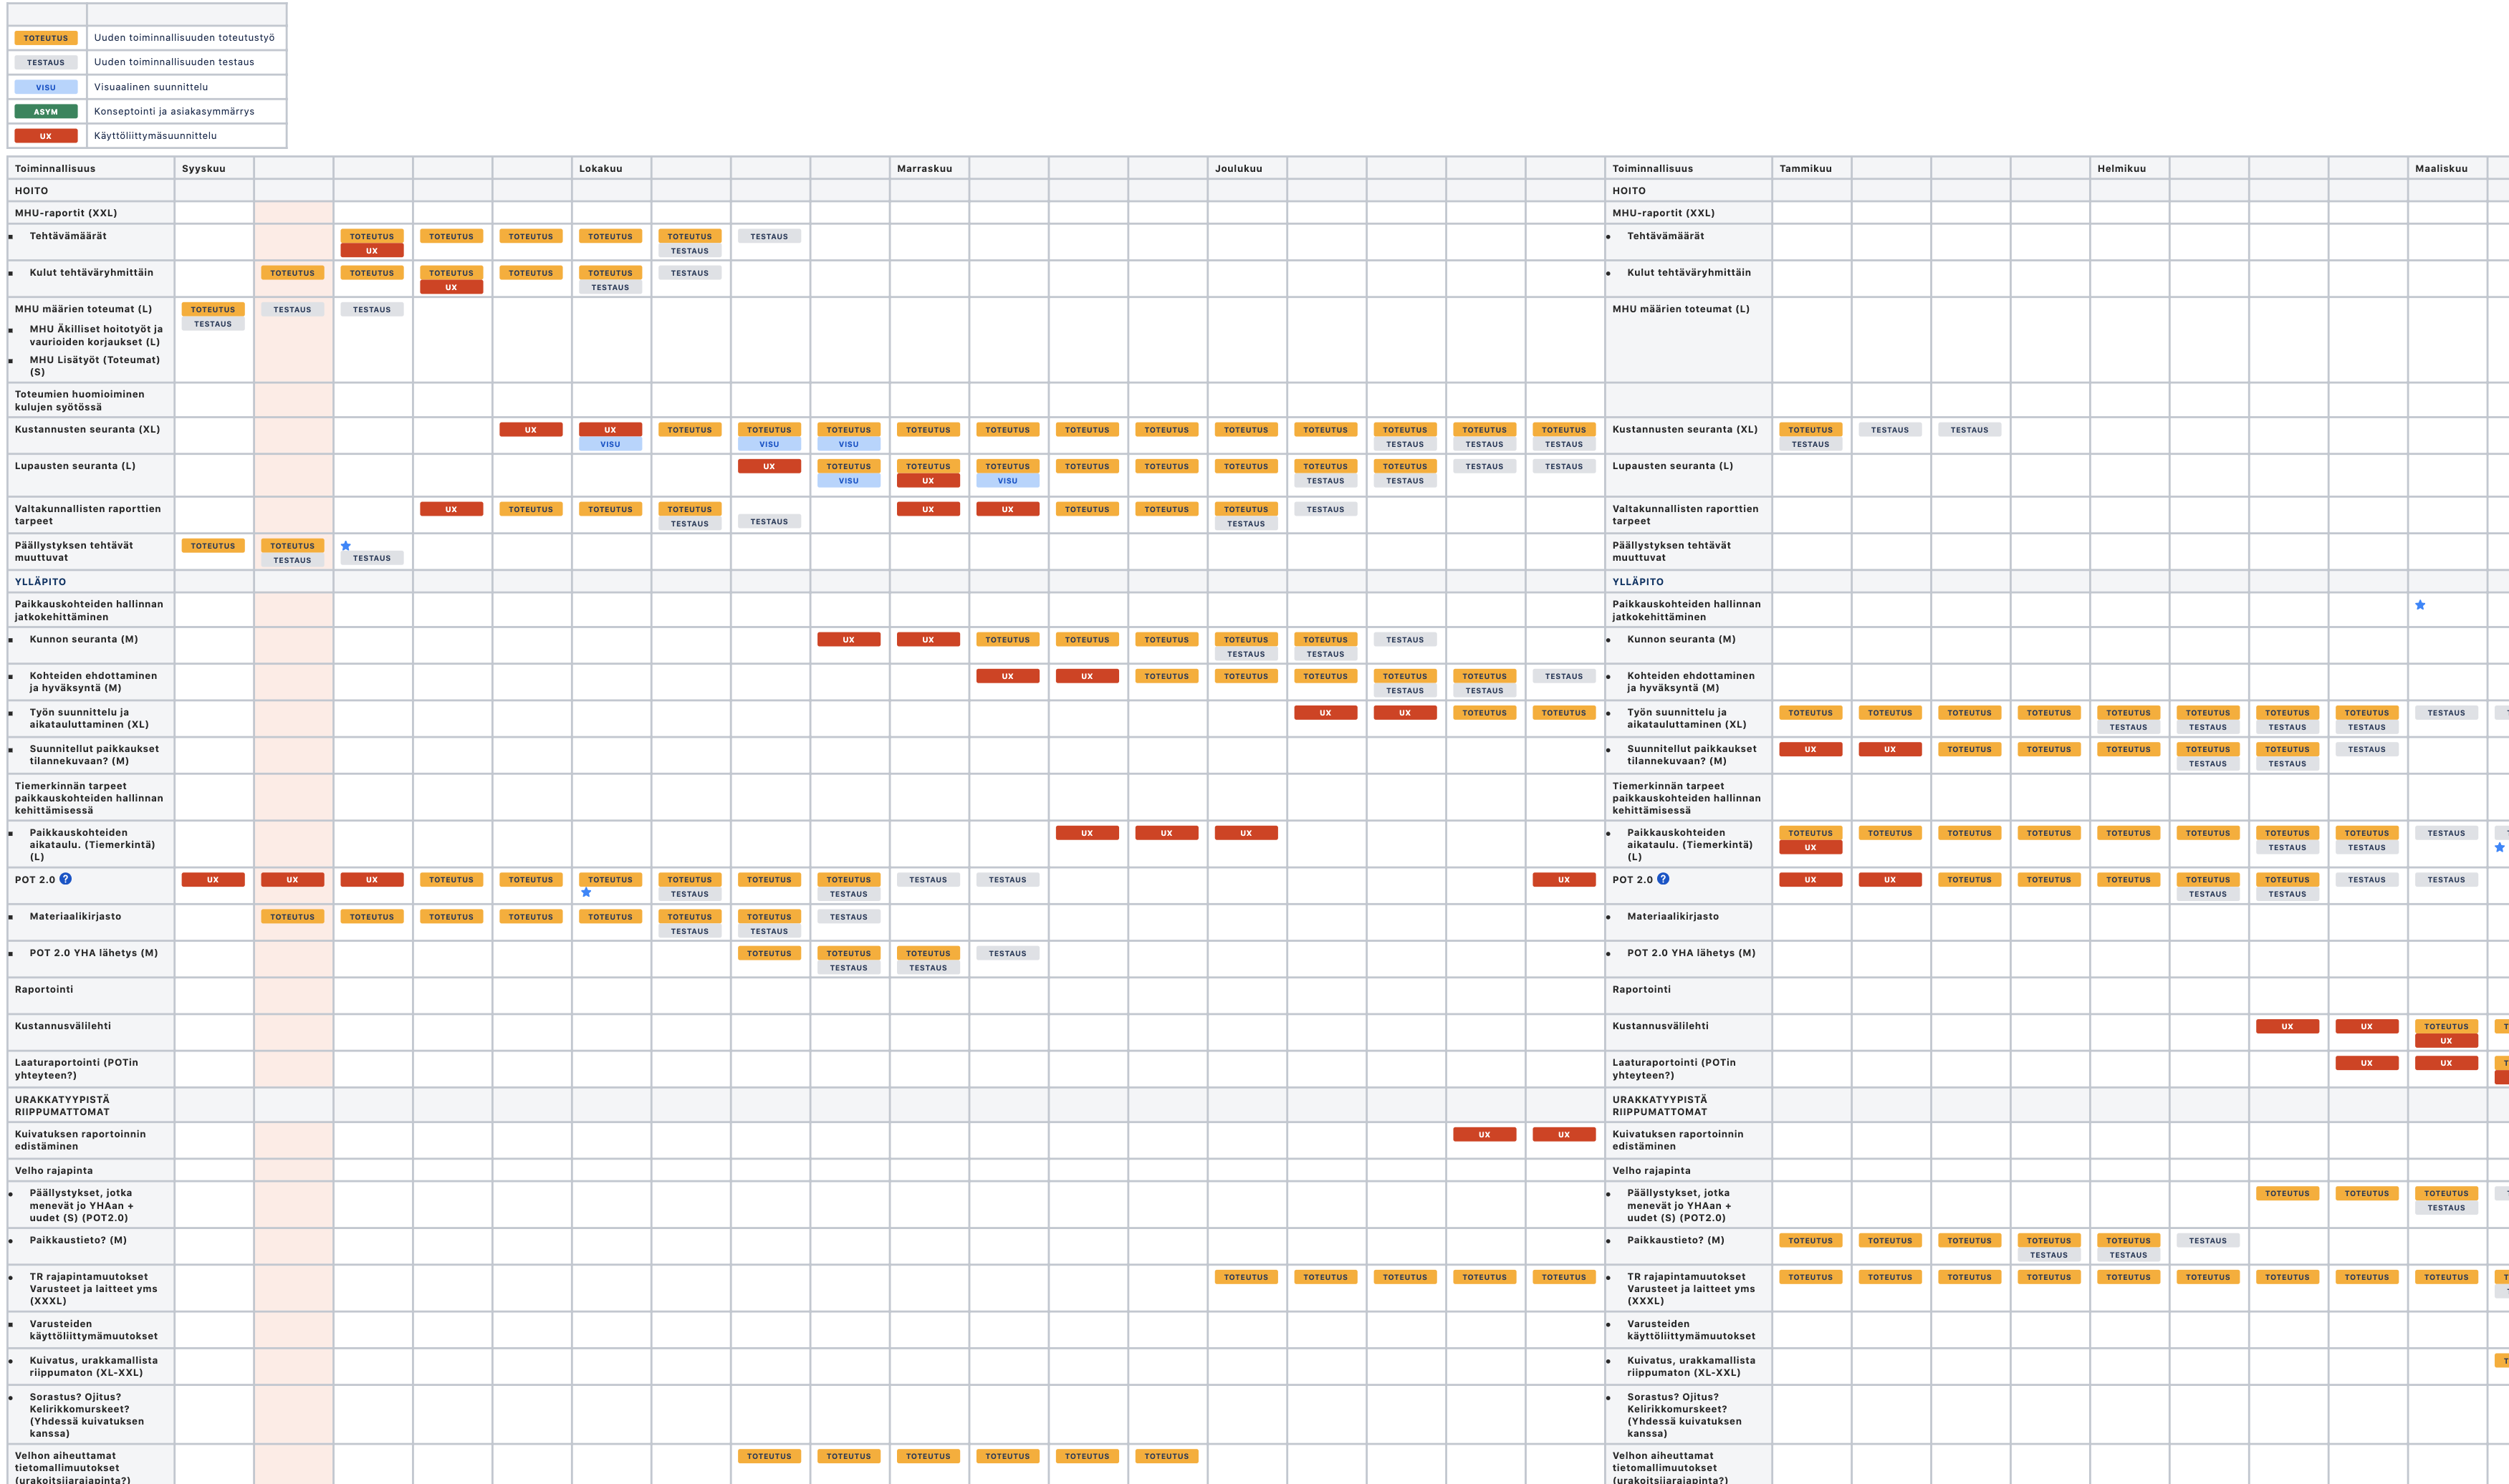 TOTEUTUS Uuden toiminnallisuuden toteutustyö
TESTAUS Uuden toiminnallisuuden testaus
VISU Visuaalinen suunnittelu
ASYM Konseptointi ja asiakasymmärrys
UX Käyttöliittymäsuunnittelu
Toiminnallisuus Syyskuu Lokakuu Marraskuu Joulukuu Toiminnallisuus Tammikuu Helmikuu Maaliskuu
HOITO HOITO
MHU-raportit (XXL) MHU-raportit (XXL)
Tehtävämäärät TOTEUTUS TOTEUTUS TOTEUTUS TOTEUTUS TOTEUTUS TESTAUS Tehtävämäärät
UX TESTAUS
Kulut tehtäväryhmittäin TOTEUTUS TOTEUTUS TOTEUTUS TOTEUTUS TOTEUTUS TESTAUS Kulut tehtäväryhmittäin
UX TESTAUS
MHU määrien toteumat (L) TOTEUTUS TESTAUS TESTAUS MHU määrien toteumat (L)
TESTAUS
MHU Äkilliset hoitotyöt ja
vaurioiden korjaukset (L)
MHU Lisätyöt (Toteumat)
(S)
Toteumien huomioiminen
kulujen syötössä
Kustannusten seuranta (XL) UX UX TOTEUTUS TOTEUTUS TOTEUTUS TOTEUTUS TOTEUTUS TOTEUTUS TOTEUTUS TOTEUTUS TOTEUTUS TOTEUTUS TOTEUTUS TOTEUTUS Kustannusten seuranta (XL) TOTEUTUS TESTAUS TESTAUS
VISU VISU VISU TESTAUS TESTAUS TESTAUS TESTAUS
Lupausten seuranta (L) UX TOTEUTUS TOTEUTUS TOTEUTUS TOTEUTUS TOTEUTUS TOTEUTUS TOTEUTUS TOTEUTUS TESTAUS TESTAUS Lupausten seuranta (L)
VISU UX VISU TESTAUS TESTAUS
Valtakunnallisten raporttien UX TOTEUTUS TOTEUTUS TOTEUTUS UX UX TOTEUTUS TOTEUTUS TOTEUTUS TESTAUS Valtakunnallisten raporttien
tarpeet TESTAUS TESTAUS TESTAUS tarpeet
Päällystyksen tehtävät TOTEUTUS TOTEUTUS Päällystyksen tehtävät
muuttuvat TESTAUS TESTAUS muuttuvat
YLLÄPITO YLLÄPITO
Paikkauskohteiden hallinnan Paikkauskohteiden hallinnan
jatkokehittäminen jatkokehittäminen
Kunnon seuranta (M) UX UX TOTEUTUS TOTEUTUS TOTEUTUS TOTEUTUS TOTEUTUS TESTAUS Kunnon seuranta (M)
TESTAUS TESTAUS
Kohteiden ehdottaminen UX UX TOTEUTUS TOTEUTUS TOTEUTUS TOTEUTUS TOTEUTUS TESTAUS Kohteiden ehdottaminen
ja hyväksyntä (M) TESTAUS TESTAUS ja hyväksyntä (M)
Työn suunnittelu ja UX UX TOTEUTUS TOTEUTUS Työn suunnittelu ja TOTEUTUS TOTEUTUS TOTEUTUS TOTEUTUS TOTEUTUS TOTEUTUS TOTEUTUS TOTEUTUS TESTAUS
aikatauluttaminen (XL) aikatauluttaminen (XL) TESTAUS TESTAUS TESTAUS TESTAUS
Suunnitellut paikkaukset Suunnitellut paikkaukset UX UX TOTEUTUS TOTEUTUS TOTEUTUS TOTEUTUS TOTEUTUS TESTAUS
tilannekuvaan? (M) tilannekuvaan? (M) TESTAUS TESTAUS
Tiemerkinnän tarpeet Tiemerkinnän tarpeet
paikkauskohteiden hallinnan paikkauskohteiden hallinnan
kehittämisessä kehittämisessä
Paikkauskohteiden UX UX UX Paikkauskohteiden TOTEUTUS TOTEUTUS TOTEUTUS TOTEUTUS TOTEUTUS TOTEUTUS TOTEUTUS TOTEUTUS TESTAUS
aikataulu. (Tiemerkintä) aikataulu. (Tiemerkintä) UX TESTAUS TESTAUS
(L) (L)
POT 2.0 ? UX UX UX TOTEUTUS TOTEUTUS TOTEUTUS TOTEUTUS TOTEUTUS TOTEUTUS TESTAUS TESTAUS UX POT 2.0 ? UX UX TOTEUTUS TOTEUTUS TOTEUTUS TOTEUTUS TOTEUTUS TESTAUS TESTAUS
TESTAUS TESTAUS TESTAUS TESTAUS
Materiaalikirjasto TOTEUTUS TOTEUTUS TOTEUTUS TOTEUTUS TOTEUTUS TOTEUTUS TOTEUTUS TESTAUS Materiaalikirjasto
TESTAUS TESTAUS
POT 2.0 YHA lähetys (M) TOTEUTUS TOTEUTUS TOTEUTUS TESTAUS POT 2.0 YHA lähetys (M)
TESTAUS TESTAUS
Raportointi Raportointi
Kustannusvälilehti Kustannusvälilehti UX UX TOTEUTUS
UX
Laaturaportointi (POTin Laaturaportointi (POTin UX UX
yhteyteen?) yhteyteen?)
URAKKATYYPISTÄ URAKKATYYPISTÄ
RIIPPUMATTOMAT RIIPPUMATTOMAT
Kuivatuksen raportoinnin UX UX Kuivatuksen raportoinnin
edistäminen edistäminen
Velho rajapinta Velho rajapinta
Päällystykset, jotka Päällystykset, jotka TOTEUTUS TOTEUTUS TOTEUTUS
menevät jo YHAan + menevät jo YHAan + TESTAUS
uudet (S) (POT2.0) uudet (S) (POT2.0)
Paikkaustieto? (M) Paikkaustieto? (M) TOTEUTUS TOTEUTUS TOTEUTUS TOTEUTUS TOTEUTUS TESTAUS
TESTAUS TESTAUS
TR rajapintamuutokset TOTEUTUS TOTEUTUS TOTEUTUS TOTEUTUS TOTEUTUS TR rajapintamuutokset TOTEUTUS TOTEUTUS TOTEUTUS TOTEUTUS TOTEUTUS TOTEUTUS TOTEUTUS TOTEUTUS TOTEUTUS
Varusteet ja laitteet yms Varusteet ja laitteet yms
(XXXL) (XXXL)
Varusteiden Varusteiden
käyttöliittymämuutokset käyttöliittymämuutokset
Kuivatus, urakkamallista Kuivatus, urakkamallista
riippumaton (XL-XXL) riippumaton (XL-XXL)
Sorastus? Ojitus? Sorastus? Ojitus?
Kelirikkomurskeet? Kelirikkomurskeet?
(Yhdessä kuivatuksen (Yhdessä kuivatuksen
kanssa) kanssa)
Velhon aiheuttamat TOTEUTUS TOTEUTUS TOTEUTUS TOTEUTUS TOTEUTUS TOTEUTUS Velhon aiheuttamat
tietomallimuutokset tietomallimuutokset
(urakoitsijarajapinta?) (urakoitsijarajapinta?)